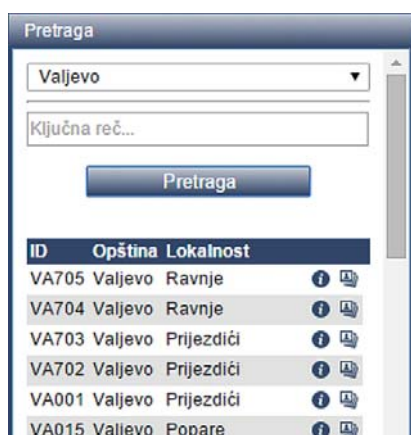 Pretraga
Valjevo
Ključna reč...
Pretraga
ID Opština Lokalnost
VA705 Valjevo Ravnje
VA704 Valjevo Ravnje
VA703 Valjevo Prijezdići
VA702 Valjevo Prijezdići
VA001 Valjevo Prijezdići
VA015 Valjevo Popare